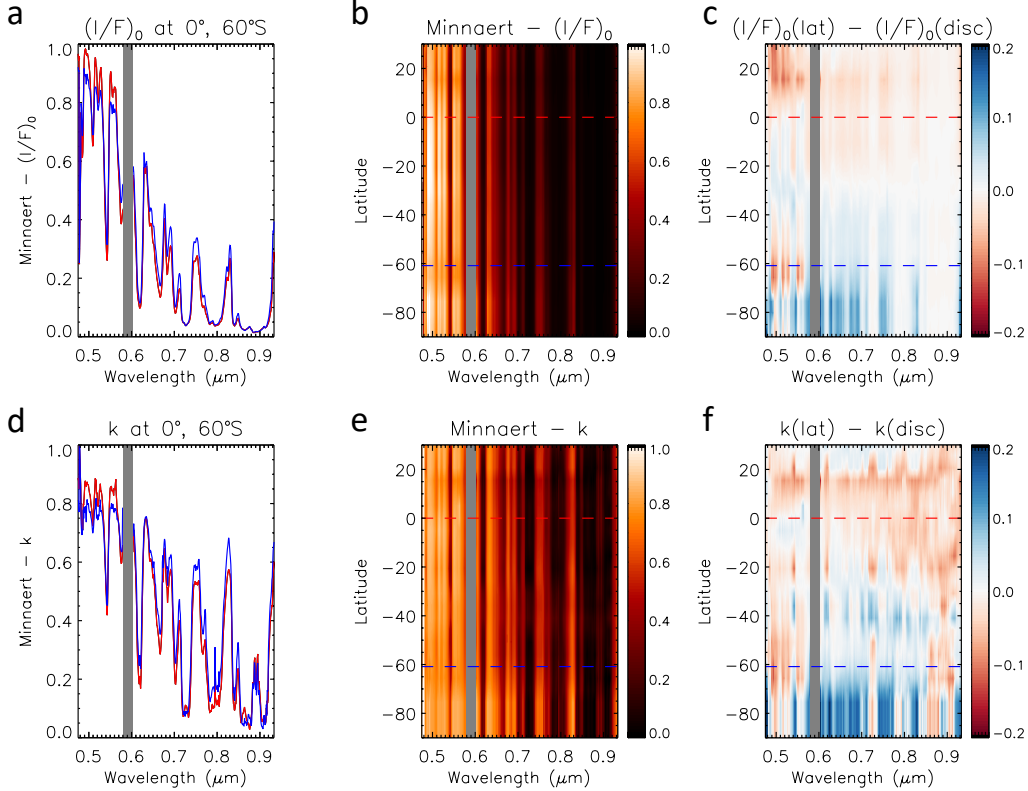 a
(I/F)₀ at 0°, 60°S
Minnaert – (I/F)₀
1.0
0.8
0.6
0.4
0.2
0.0
0.5 0.6 0.7 0.8 0.9
Wavelength (μm)
b
Minnaert – (I/F)₀
Latitude
20
0
−20
−40
−60
−80
0.5 0.6 0.7 0.8 0.9
Wavelength (μm)
1.0
0.8
0.6
0.4
0.2
0.0
c
(I/F)₀(lat) – (I/F)₀(disc)
Latitude
20
0
−20
−40
−60
−80
0.5 0.6 0.7 0.8 0.9
Wavelength (μm)
0.2
0.1
0.0
−0.1
−0.2
d
k at 0°, 60°S
Minnaert – k
1.0
0.8
0.6
0.4
0.2
0.0
0.5 0.6 0.7 0.8 0.9
Wavelength (μm)
e
Minnaert – k
Latitude
20
0
−20
−40
−60
−80
0.5 0.6 0.7 0.8 0.9
Wavelength (μm)
1.0
0.8
0.6
0.4
0.2
0.0
f
k(lat) – k(disc)
Latitude
20
0
−20
−40
−60
−80
0.5 0.6 0.7 0.8 0.9
Wavelength (μm)
0.2
0.1
0.0
−0.1
−0.2